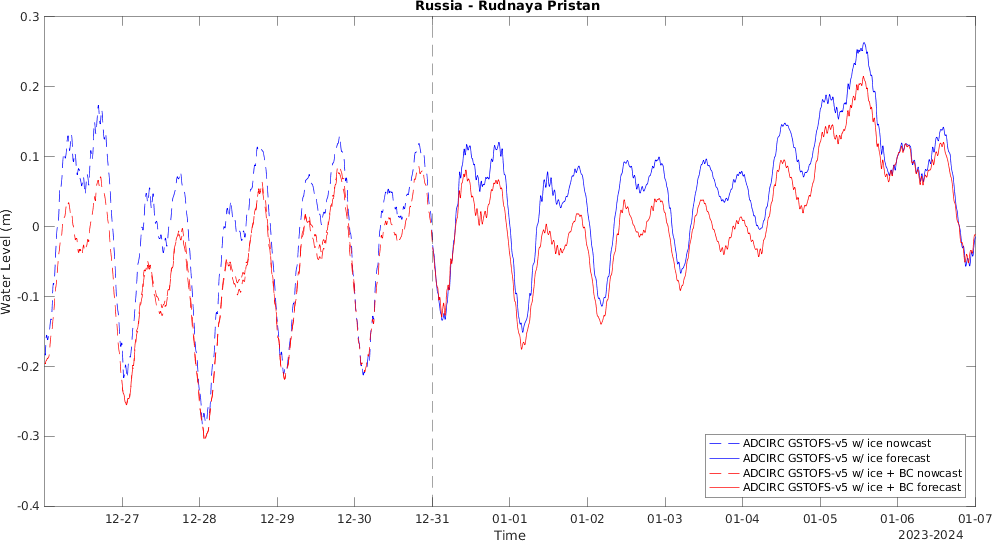 Russia - Rudnaya Pristan
0.3
0.2
0.1
0
-0.1
-0.2
-0.3
-0.4
Water Level (m)
12-27 12-28 12-29 12-30 12-31 01-01 01-02 01-03 01-04 01-05 01-06 01-07
Time
2023-2024
ADCIRC GSTOFS-v5 w/ ice nowcast
ADCIRC GSTOFS-v5 w/ ice forecast
ADCIRC GSTOFS-v5 w/ ice + BC nowcast
ADCIRC GSTOFS-v5 w/ ice + BC forecast